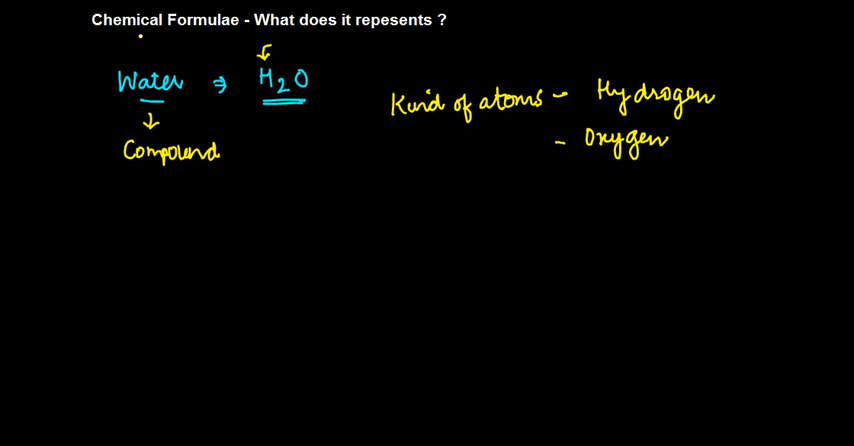 Chemical Formulae - What does it repesents ?
Water ⇒ H2O
Compound
Kind of atoms - Hydrogen
- Oxygen